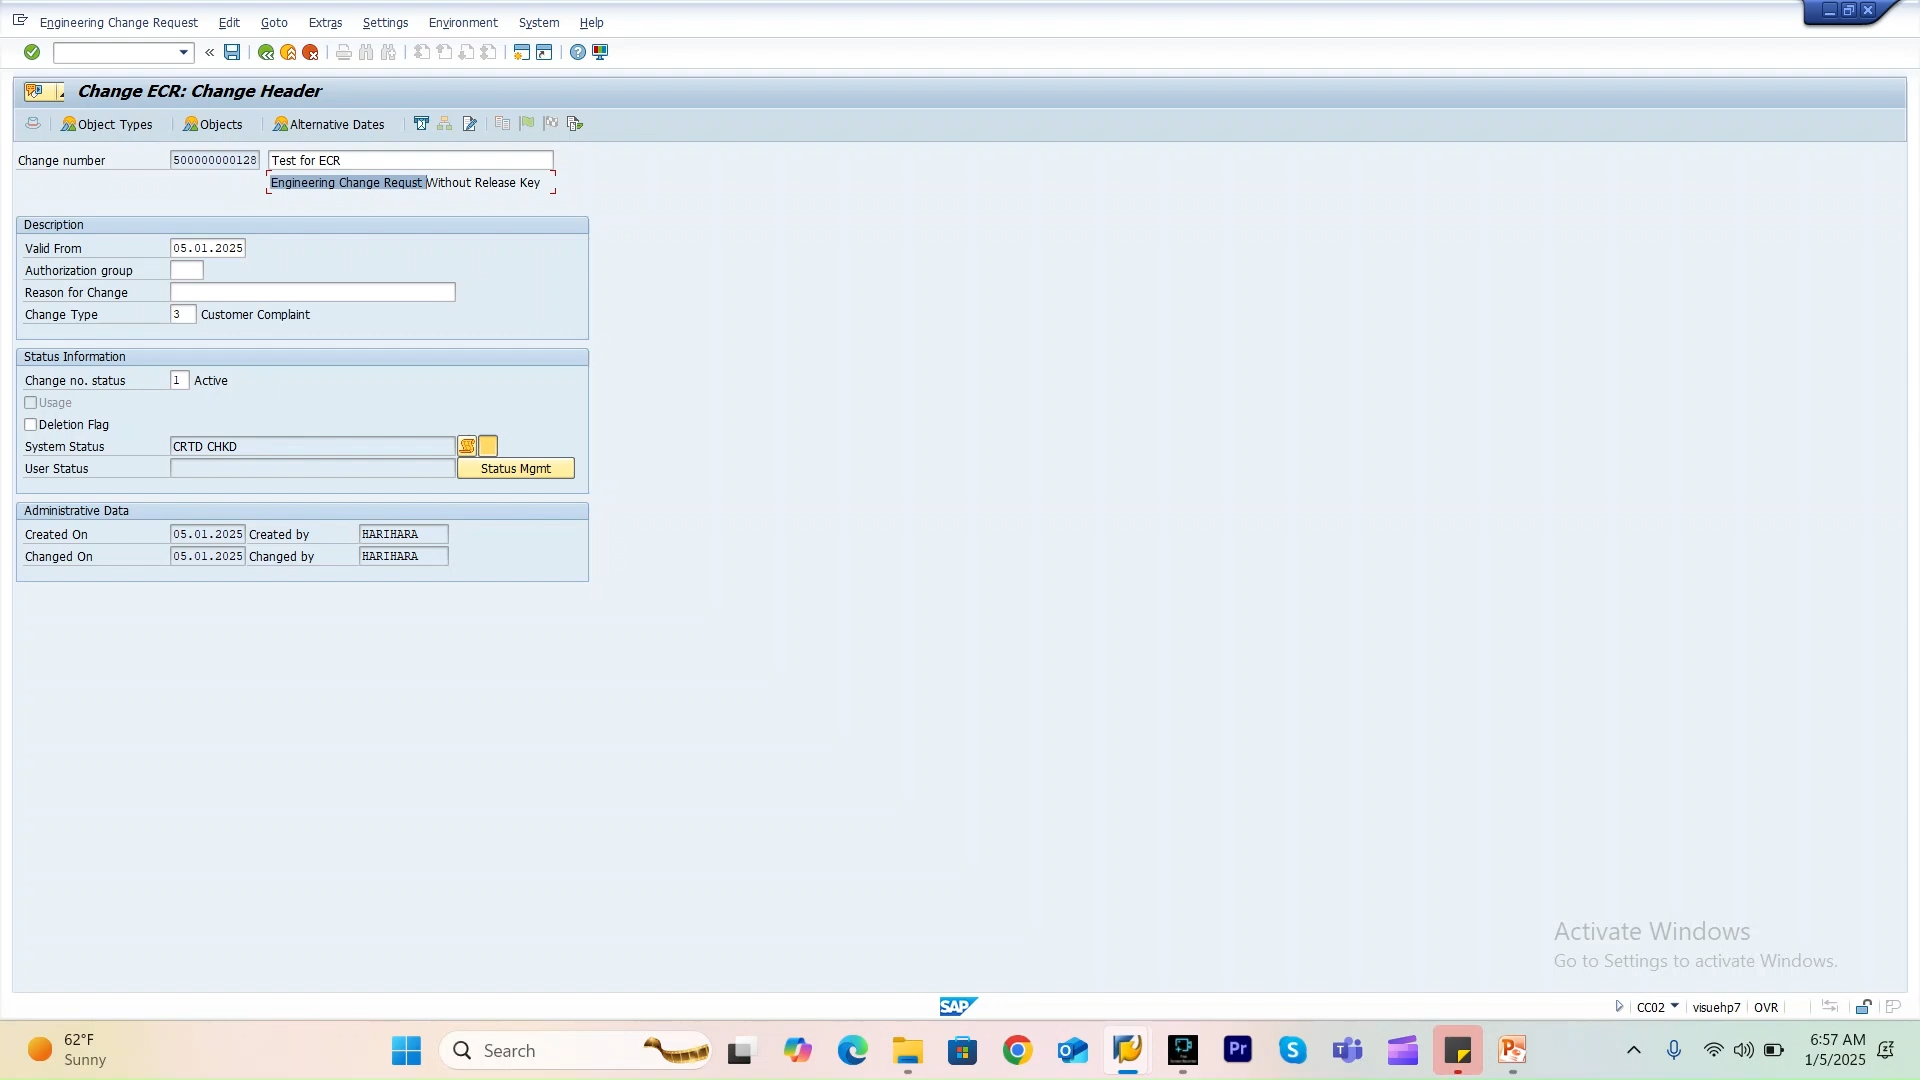 Engineering Change Request Edit Goto Extras Settings Environment System Help
Change ECR: Change Header
Object Types Objects Alternative Dates
Change number 500000000128 Test for ECR
Engineering Change Requst Without Release Key
Description
Valid From 05.01.2025
Authorization group
Reason for Change
Change Type 3 Customer Complaint
Status Information
Change no. status 1 Active
Usage
Deletion Flag
System Status CRTD CHKD
User Status Status Mgmt
Administrative Data
Created On 05.01.2025 Created by HARIHARA
Changed On 05.01.2025 Changed by HARIHARA
Activate Windows
Go to Settings to activate Windows.
SAP CC02 visuehp7 OVR
62°F
Sunny
Search
Pr
6:57 AM
1/5/2025